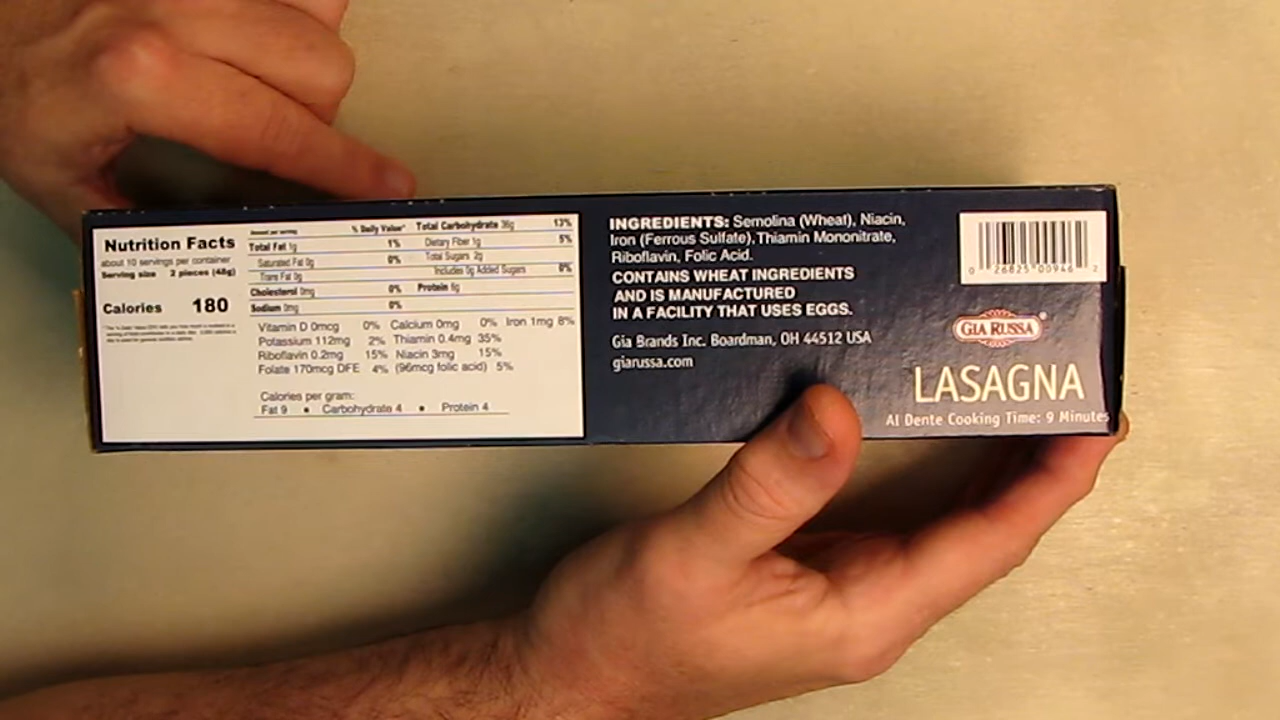 Nutrition Facts
about 10 servings per container
Serving size 2 pieces (48g)
Calories 180
Amount per serving % Daily Value*
Total Fat 1g 1%
Saturated Fat 0g 0%
Trans Fat 0g
Cholesterol 0mg 0%
Sodium 0mg 0%
Total Carbohydrate 36g 13%
Dietary Fiber 1g 5%
Total Sugars 2g
Includes 0g Added Sugars 0%
Protein 6g
Vitamin D 0mcg 0% Calcium 0mg 0% Iron 1mg 8%
Potassium 112mg 2% Thiamin 0.4mg 35%
Riboflavin 0.2mg 15% Niacin 3mg 15%
Folate 170mcg DFE 4% (96mcg folic acid) 5%
Calories per gram:
Fat 9 • Carbohydrate 4 • Protein 4
INGREDIENTS: Semolina (Wheat), Niacin,
Iron (Ferrous Sulfate), Thiamin Mononitrate,
Riboflavin, Folic Acid.
CONTAINS WHEAT INGREDIENTS
AND IS MANUFACTURED
IN A FACILITY THAT USES EGGS.
Gia Brands Inc. Boardman, OH 44512 USA
giarussa.com
0 26825 00946 2
GIA RUSSA®
LASAGNA
Al Dente Cooking Time: 9 Minutes